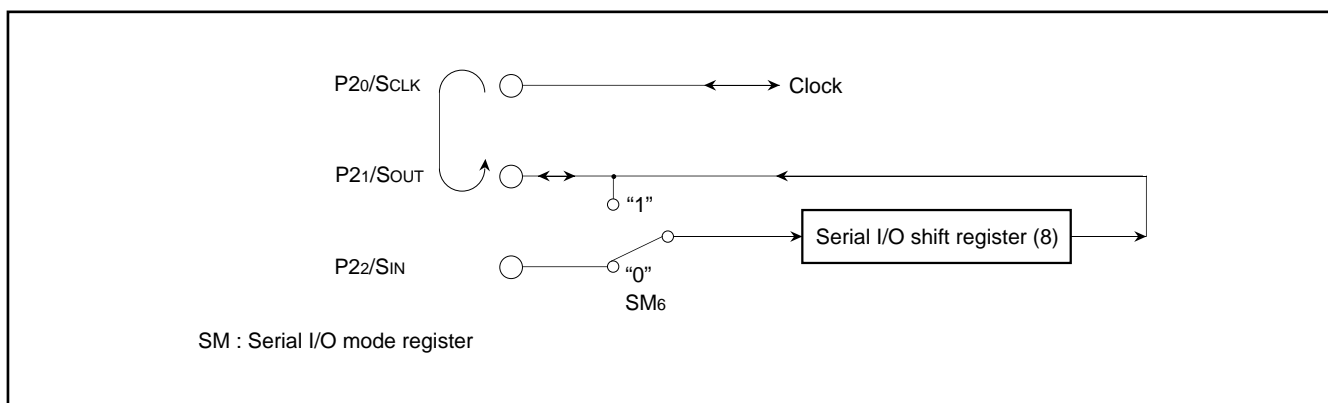 P20/SCLK
Clock
P21/SOUT
“1”
Serial I/O shift register (8)
P22/SIN
“0”
SM6
SM : Serial I/O mode register